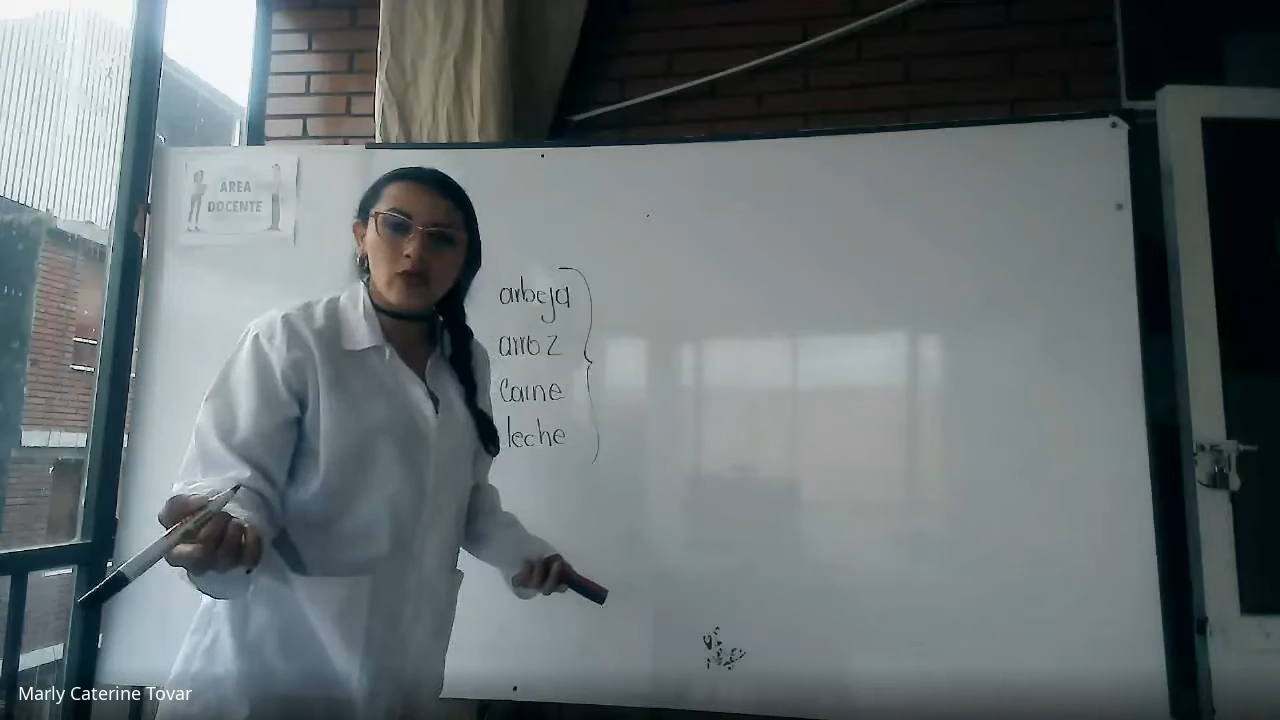 AREA
DOCENTE
arbeja
arroz
Carne
leche
Marly Caterine Tovar